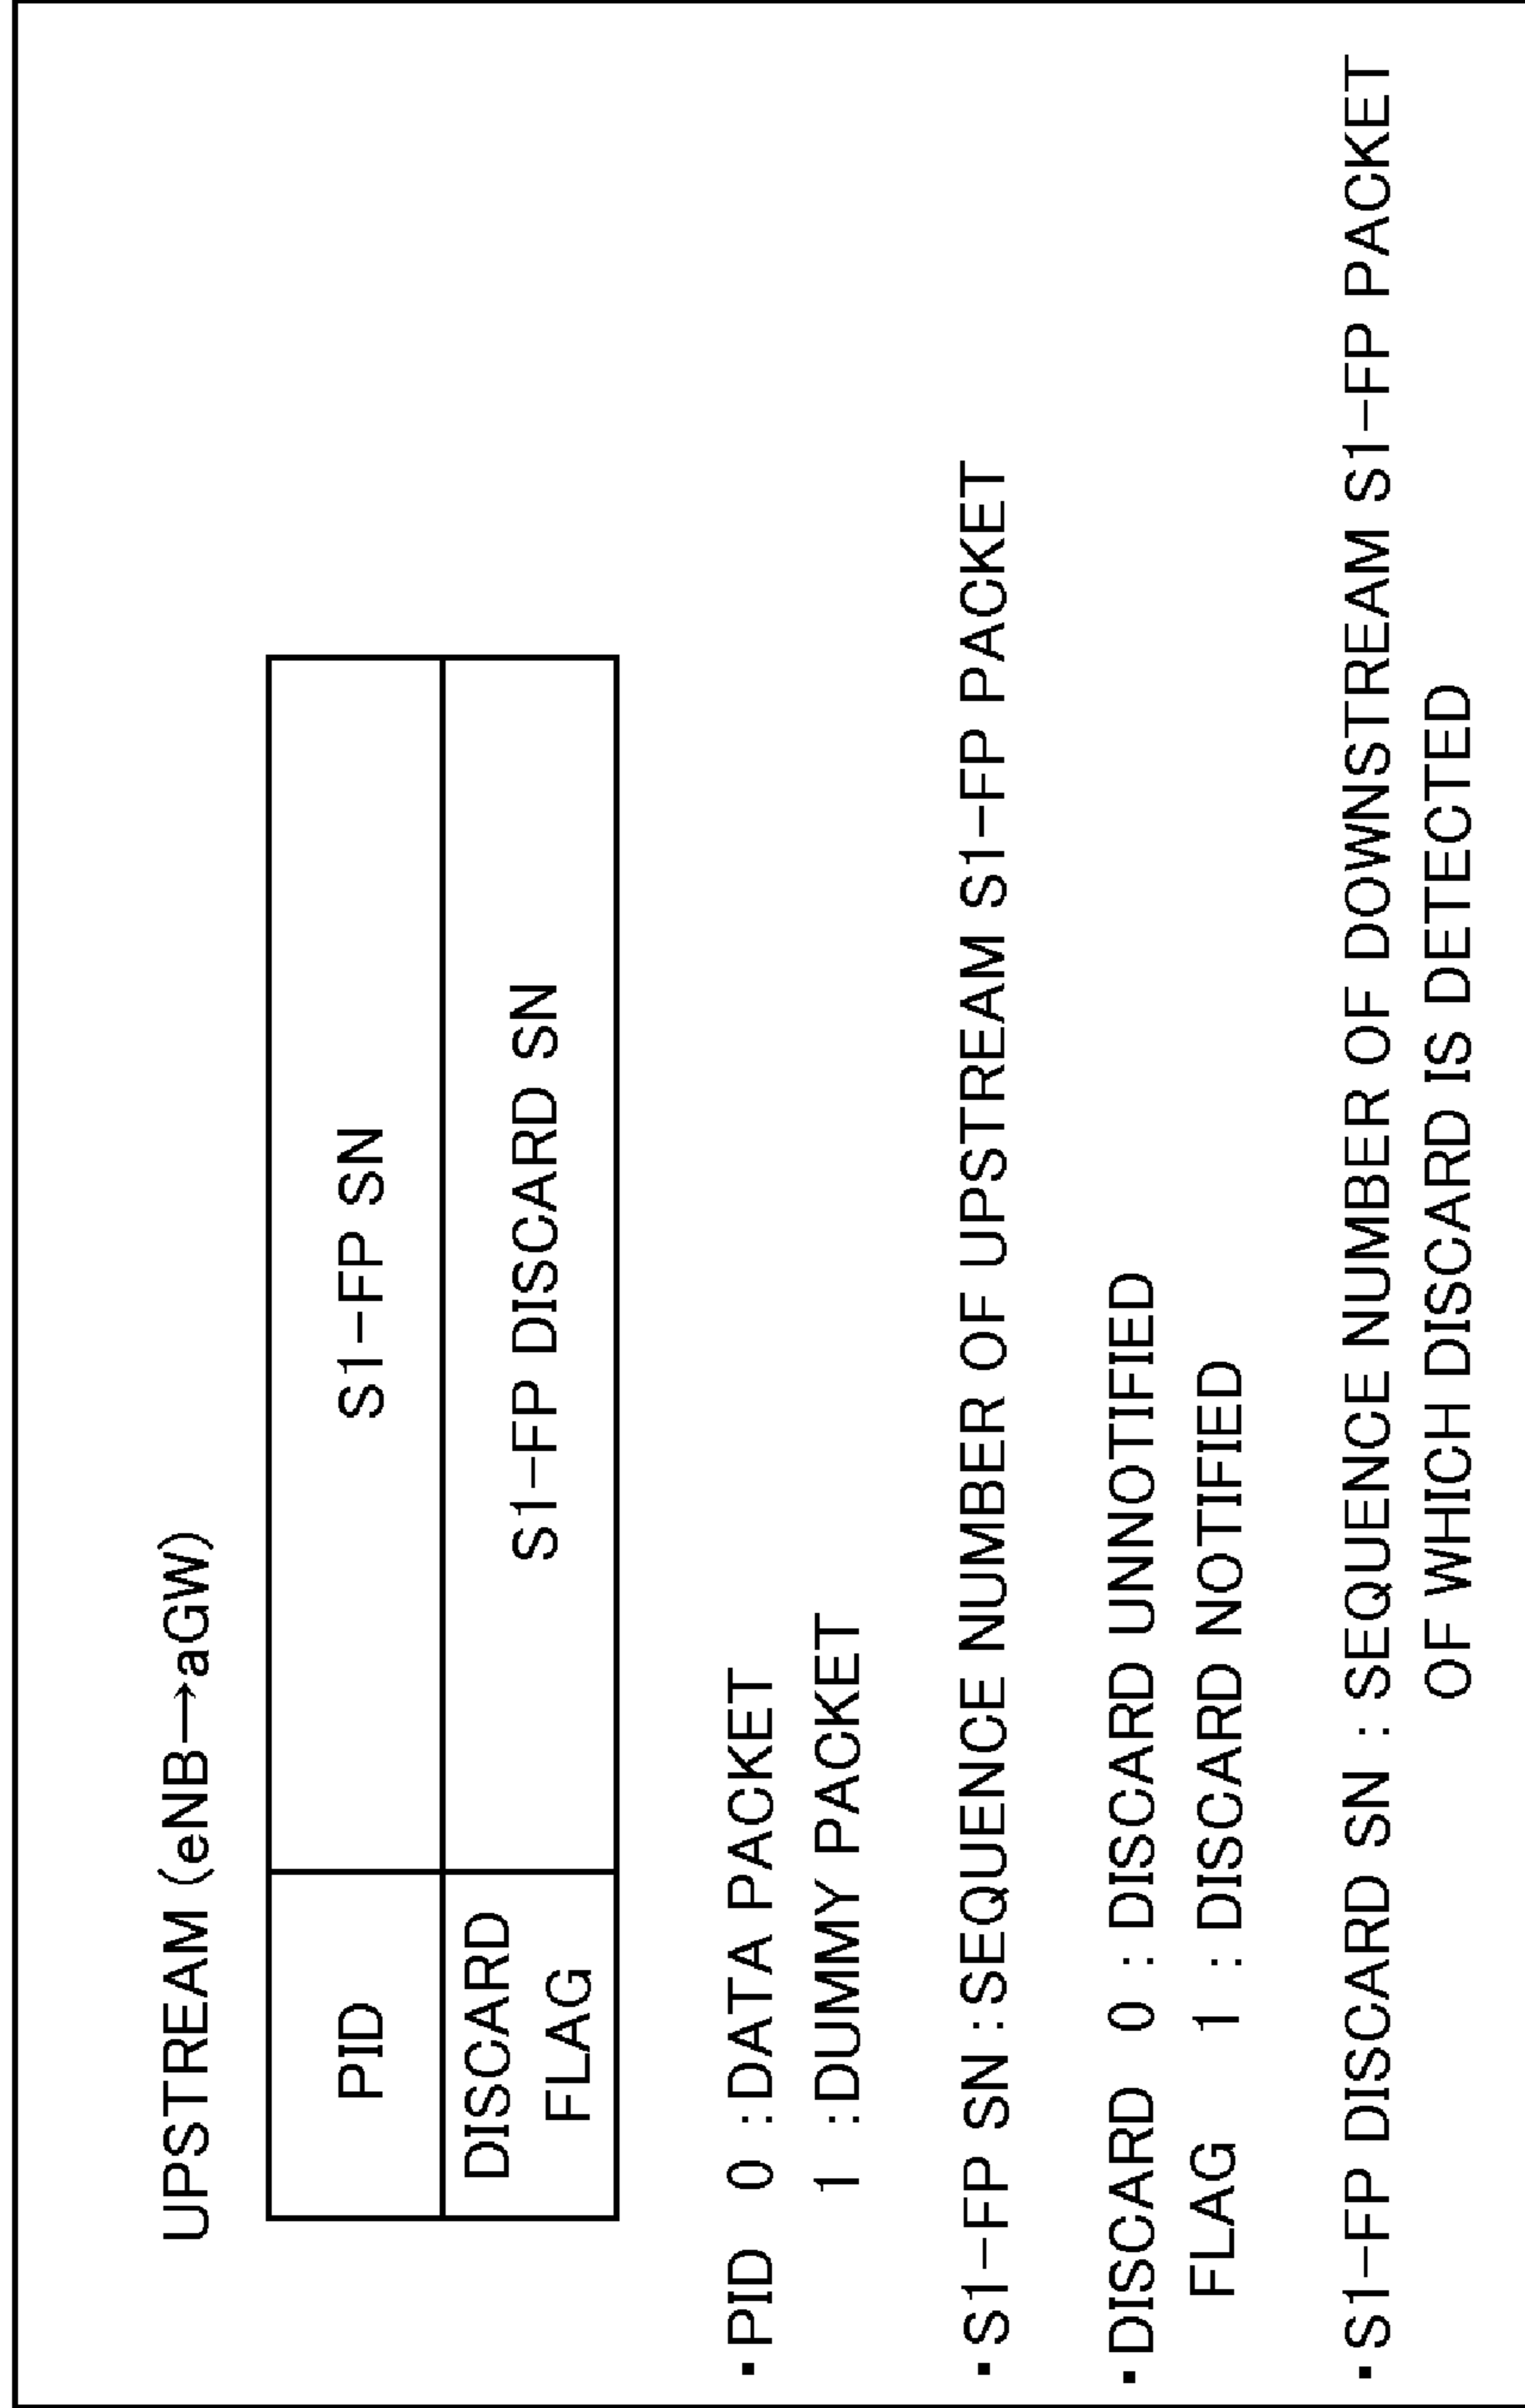 UPSTREAM (eNB→aGW)
PID
S1-FP SN
DISCARD
FLAG
S1-FP DISCARD SN
・PID 0 :DATA PACKET
1 :DUMMY PACKET
・S1-FP SN :SEQUENCE NUMBER OF UPSTREAM S1-FP PACKET
・DISCARD 0 : DISCARD UNNOTIFIED
FLAG 1 : DISCARD NOTIFIED
・S1-FP DISCARD SN : SEQUENCE NUMBER OF DOWNSTREAM S1-FP PACKET
OF WHICH DISCARD IS DETECTED